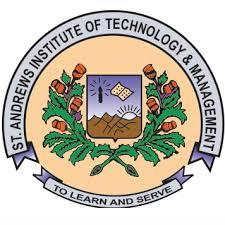 ST. ANDREWS INSTITUTE OF TECHNOLOGY & MANAGEMENT
TO LEARN AND SERVE